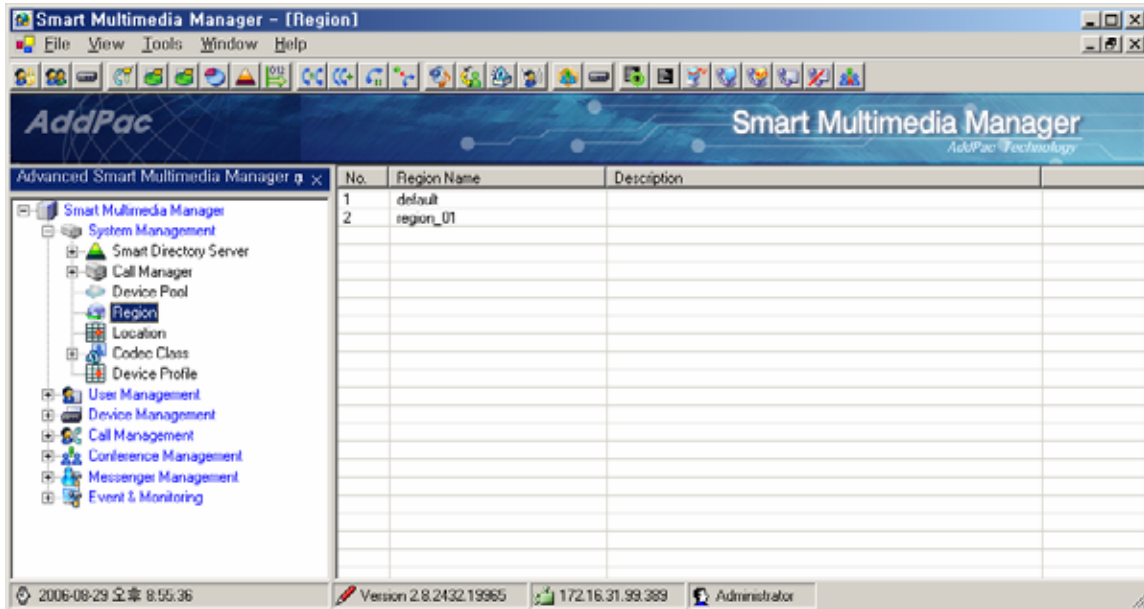 Smart Multimedia Manager - [Region]
File View Tools Window Help
AddPac
Smart Multimedia Manager
AddPac Technology
Advanced Smart Multimedia Manager
No. Region Name Description
1 default
2 region_01
Smart Multimedia Manager
System Management
Smart Directory Server
Call Manager
Device Pool
Region
Location
Codec Class
Device Profile
User Management
Device Management
Call Management
Conference Management
Messenger Management
Event & Monitoring
2006-08-29 오후 8:55:36 Version 2.8.2432.19965 172.16.31.99.389 Administrator